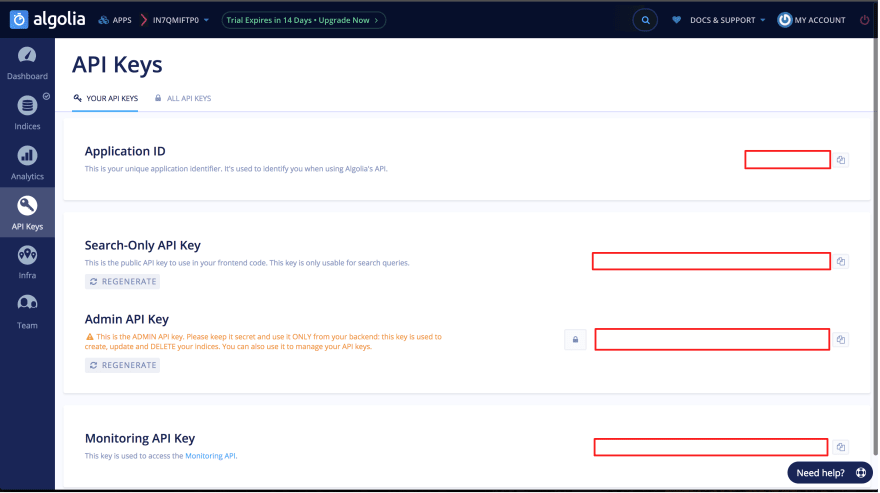 algolia APPS IN7QMIFTP0 Trial Expires in 14 Days • Upgrade Now > DOCS & SUPPORT MY ACCOUNT
Dashboard
Indices
Analytics
API Keys
Infra
Team
API Keys
YOUR API KEYS ALL API KEYS
Application ID
This is your unique application identifier. It's used to identify you when using Algolia's API.
Search-Only API Key
This is the public API key to use in your frontend code. This key is only usable for search queries.
REGENERATE
Admin API Key
This is the ADMIN API key. Please keep it secret and use it ONLY from your backend: this key is used to
create, update and DELETE your indices. You can also use it to manage your API keys.
REGENERATE
Monitoring API Key
This key is used to access the Monitoring API.
Need help?